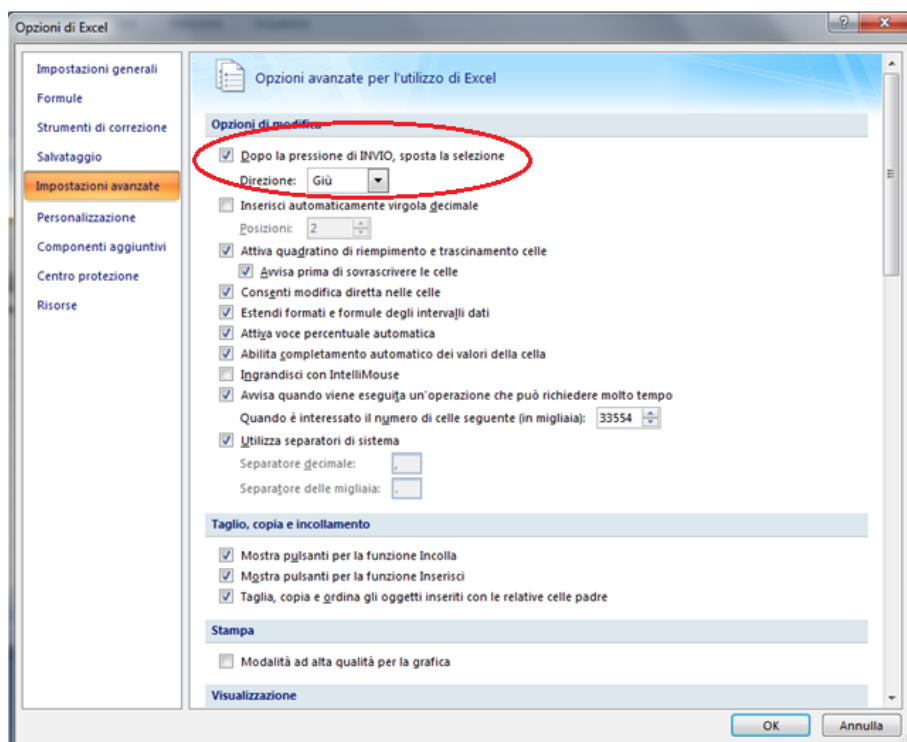 Opzioni di Excel
Impostazioni generali
Formule
Strumenti di correzione
Salvataggio
Impostazioni avanzate
Personalizzazione
Componenti aggiuntivi
Centro protezione
Risorse
Opzioni avanzate per l'utilizzo di Excel
Opzioni di modifica
Dopo la pressione di INVIO, sposta la selezione
Direzione: Giù
Inserisci automaticamente virgola decimale
Posizioni: 2
Attiva quadratino di riempimento e trascinamento celle
Avvisa prima di sovrascrivere le celle
Consenti modifica diretta nelle celle
Estendi formati e formule degli intervalli dati
Attiva voce percentuale automatica
Abilita completamento automatico dei valori della cella
Ingrandisci con IntelliMouse
Avvisa quando viene eseguita un'operazione che può richiedere molto tempo
Quando è interessato il numero di celle seguente (in migliaia): 33554
Utilizza separatori di sistema
Separatore decimale: ,
Separatore delle migliaia: .
Taglio, copia e incollamento
Mostra pulsanti per la funzione Incolla
Mostra pulsanti per la funzione Inserisci
Taglia, copia e ordina gli oggetti inseriti con le relative celle padre
Stampa
Modalità ad alta qualità per la grafica
Visualizzazione
OK
Annulla